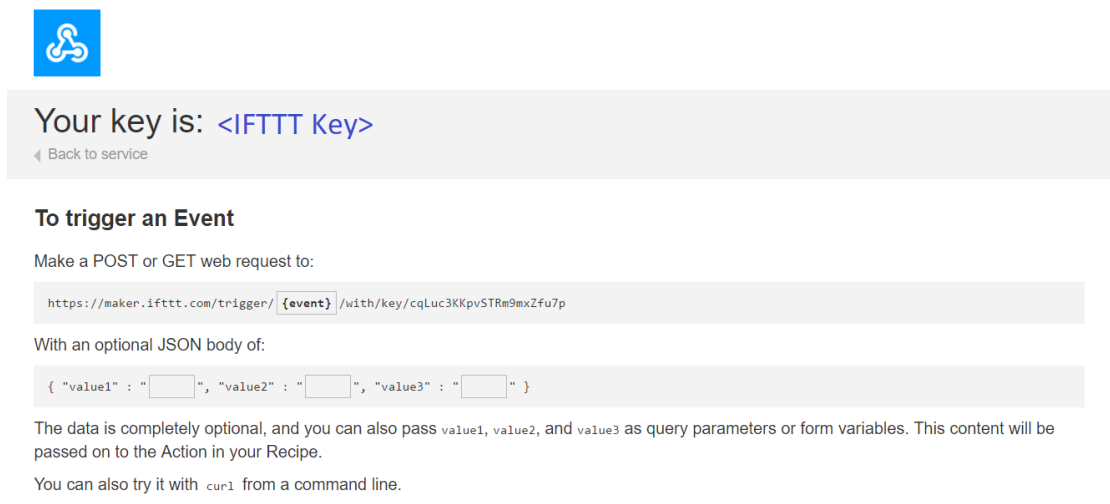 Your key is: <IFTTT Key>
Back to service
To trigger an Event
Make a POST or GET web request to:
https://maker.ifttt.com/trigger/ {event} /with/key/cqLuc3KKpvSTRm9mxZfu7p
With an optional JSON body of:
{ "value1" : "", "value2" : "", "value3" : "" }
The data is completely optional, and you can also pass value1, value2, and value3 as query parameters or form variables. This content will be
passed on to the Action in your Recipe.
You can also try it with curl from a command line.